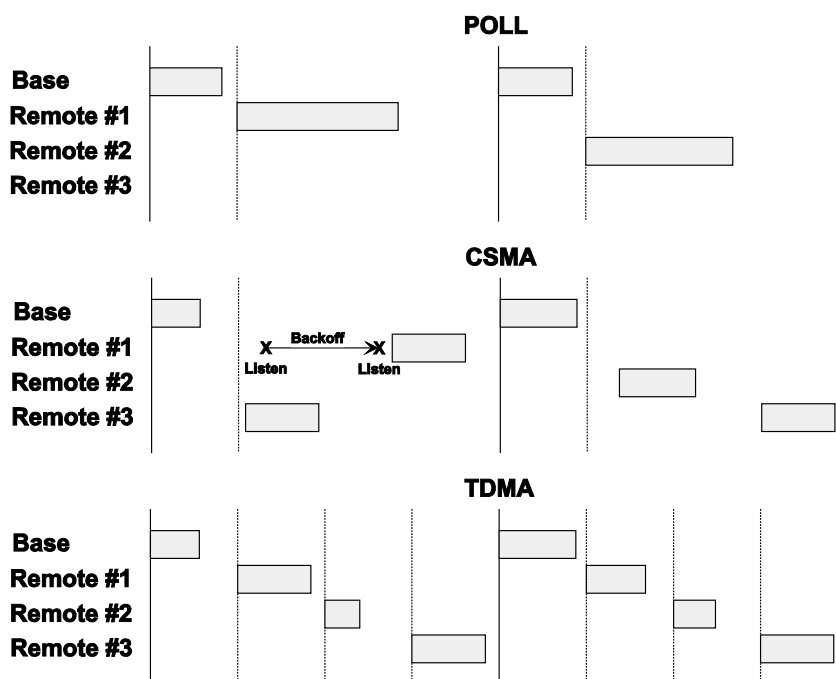 POLL
Base
Remote #1
Remote #2
Remote #3
CSMA
Base
Remote #1
X Backoff X
Listen Listen
Remote #2
Remote #3
TDMA
Base
Remote #1
Remote #2
Remote #3